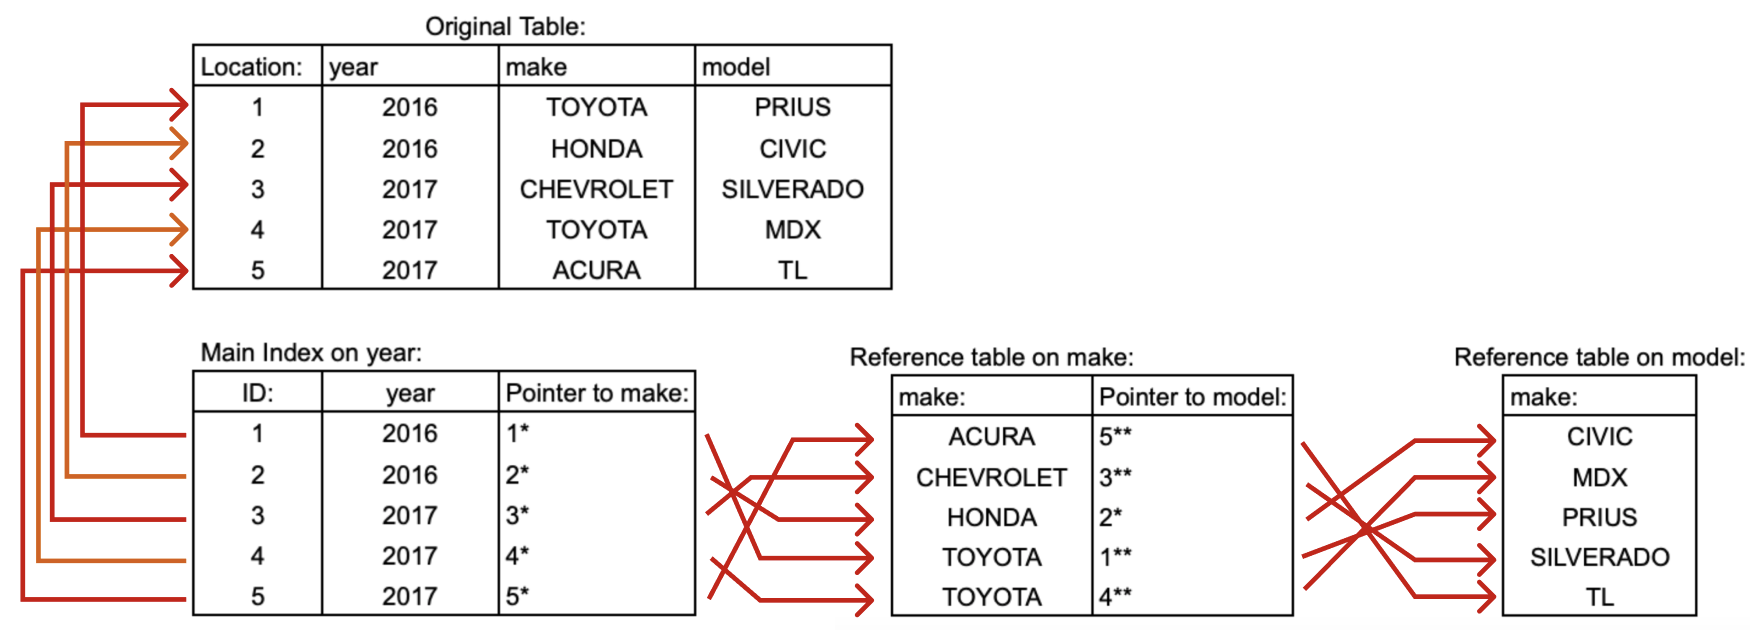 Original Table:
Location: year make model
1 2016 TOYOTA PRIUS
2 2016 HONDA CIVIC
3 2017 CHEVROLET SILVERADO
4 2017 TOYOTA MDX
5 2017 ACURA TL
Main Index on year:
ID: year Pointer to make:
1 2016 1*
2 2016 2*
3 2017 3*
4 2017 4*
5 2017 5*
Reference table on make:
make: Pointer to model:
ACURA 5**
CHEVROLET 3**
HONDA 2*
TOYOTA 1**
TOYOTA 4**
Reference table on model:
make:
CIVIC
MDX
PRIUS
SILVERADO
TL